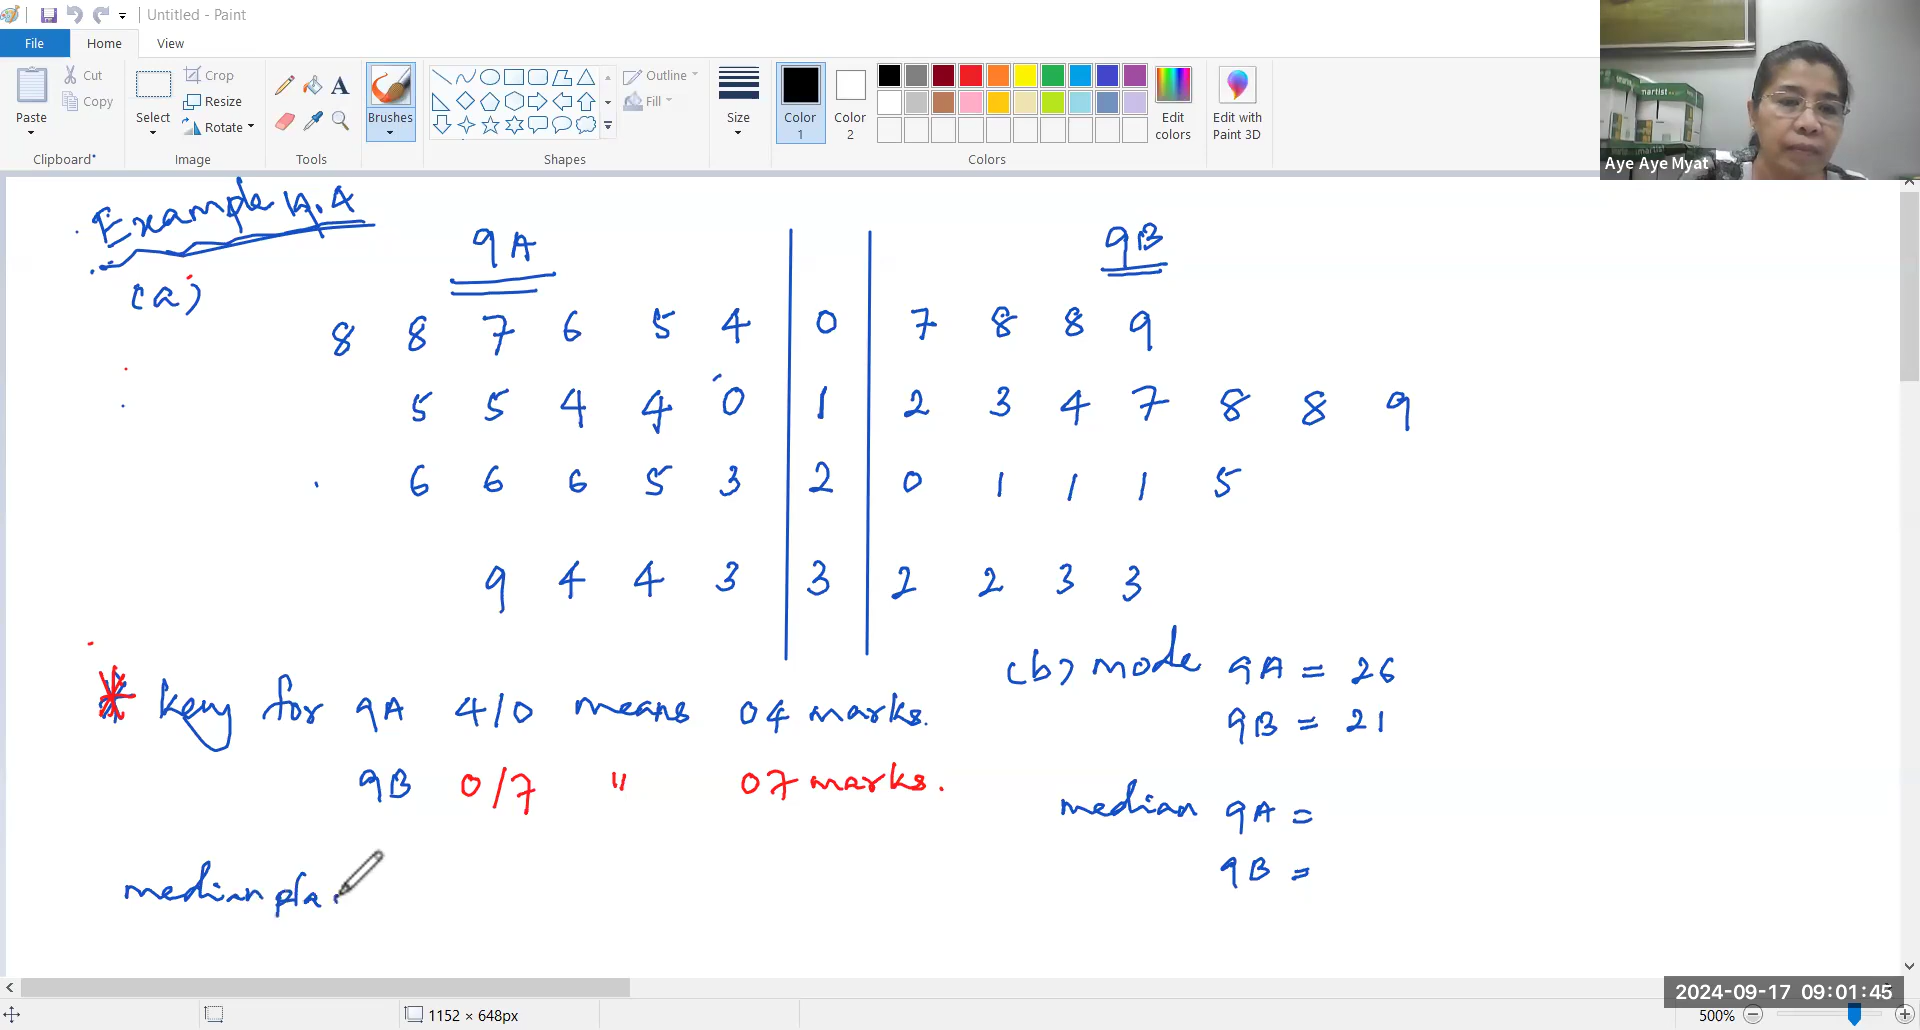 Untitled - Paint
File Home View
Paste Cut Copy Clipboard
Select Crop Resize Rotate Image
Tools
Brushes
Shapes Outline Fill
Size
Color 1 Color 2 Colors
Edit colors
Edit with Paint 3D
Aye Aye Myat
Example 14.4
(a)
9A 9B
8 8 7 6 5 4 0 7 8 8 9
5 5 4 4 0 1 2 3 4 7 8 8 9
6 6 6 5 3 2 0 1 1 1 5
9 4 4 3 3 2 2 3 3
* key for 9A 4/0 means 04 marks.
9B 0/7 " 07 marks.
(b) mode 9A = 26
9B = 21
median 9A =
9B =
median pla
2024-09-17 09:01:45
1152 × 648px
500%